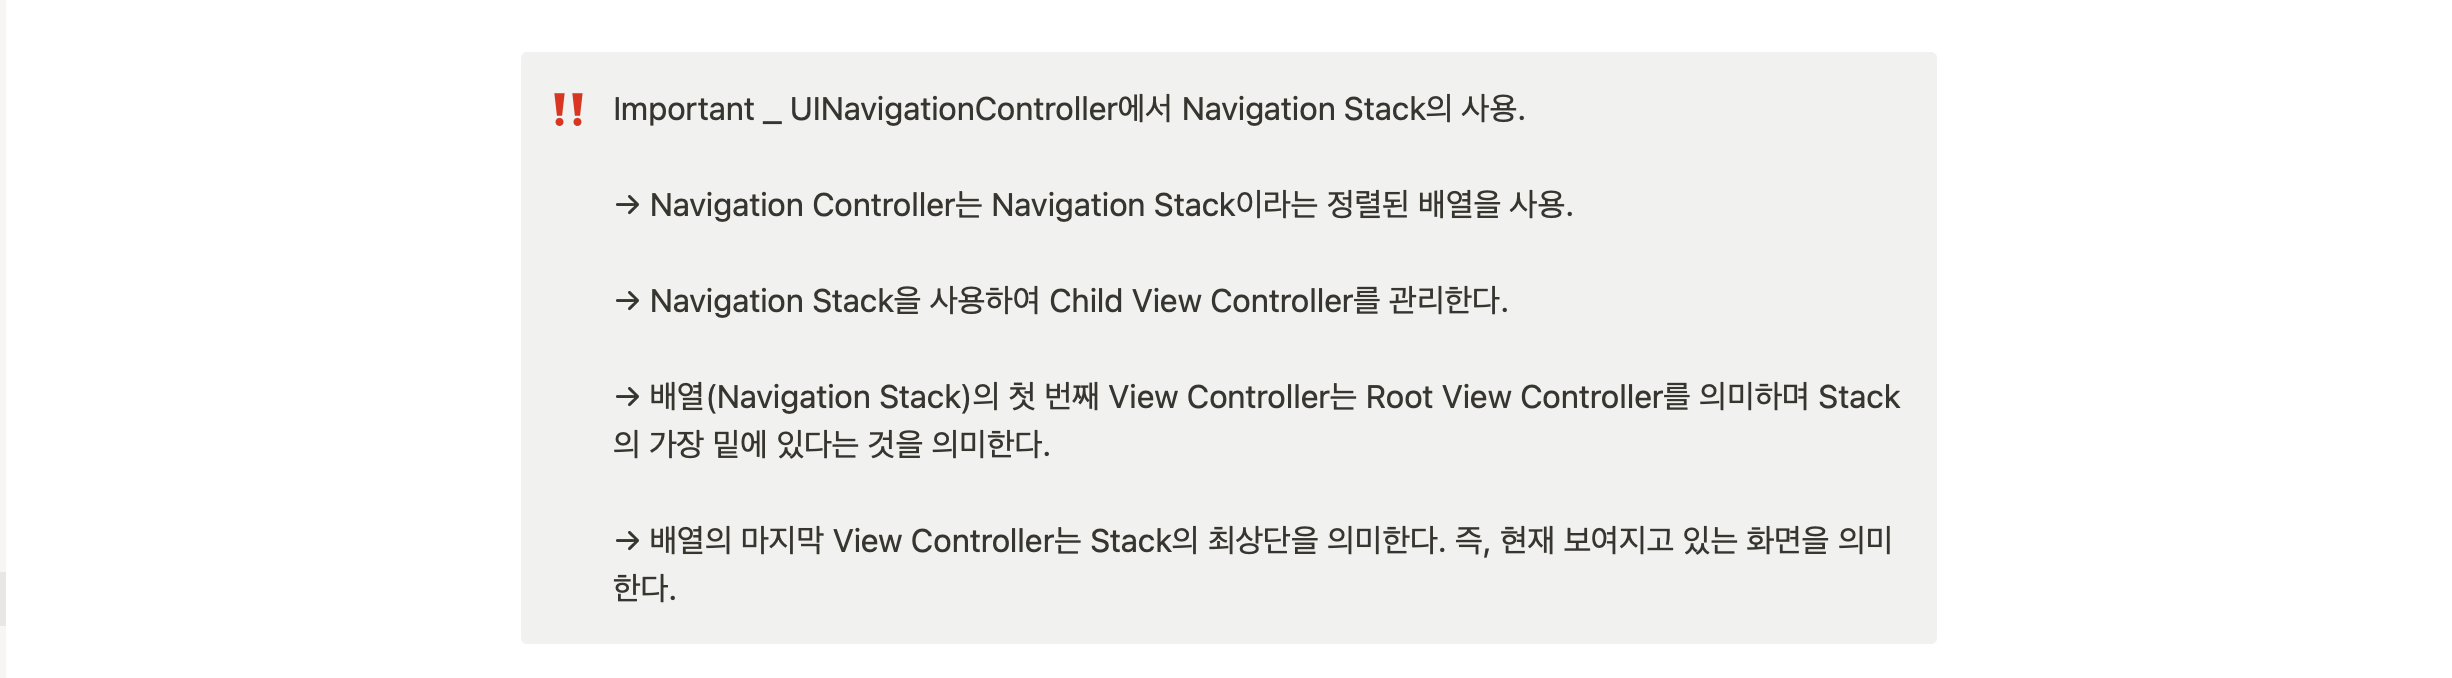 ‼️ Important _ UINavigationController에서 Navigation Stack의 사용.
→ Navigation Controller는 Navigation Stack이라는 정렬된 배열을 사용.
→ Navigation Stack을 사용하여 Child View Controller를 관리한다.
→ 배열(Navigation Stack)의 첫 번째 View Controller는 Root View Controller를 의미하며 Stack
의 가장 밑에 있다는 것을 의미한다.
→ 배열의 마지막 View Controller는 Stack의 최상단을 의미한다. 즉, 현재 보여지고 있는 화면을 의미
한다.